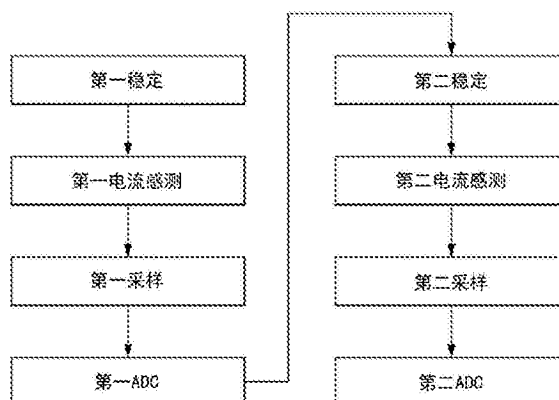 第一稳定
第一电流感测
第一采样
第一ADC
第二稳定
第二电流感测
第二采样
第二ADC